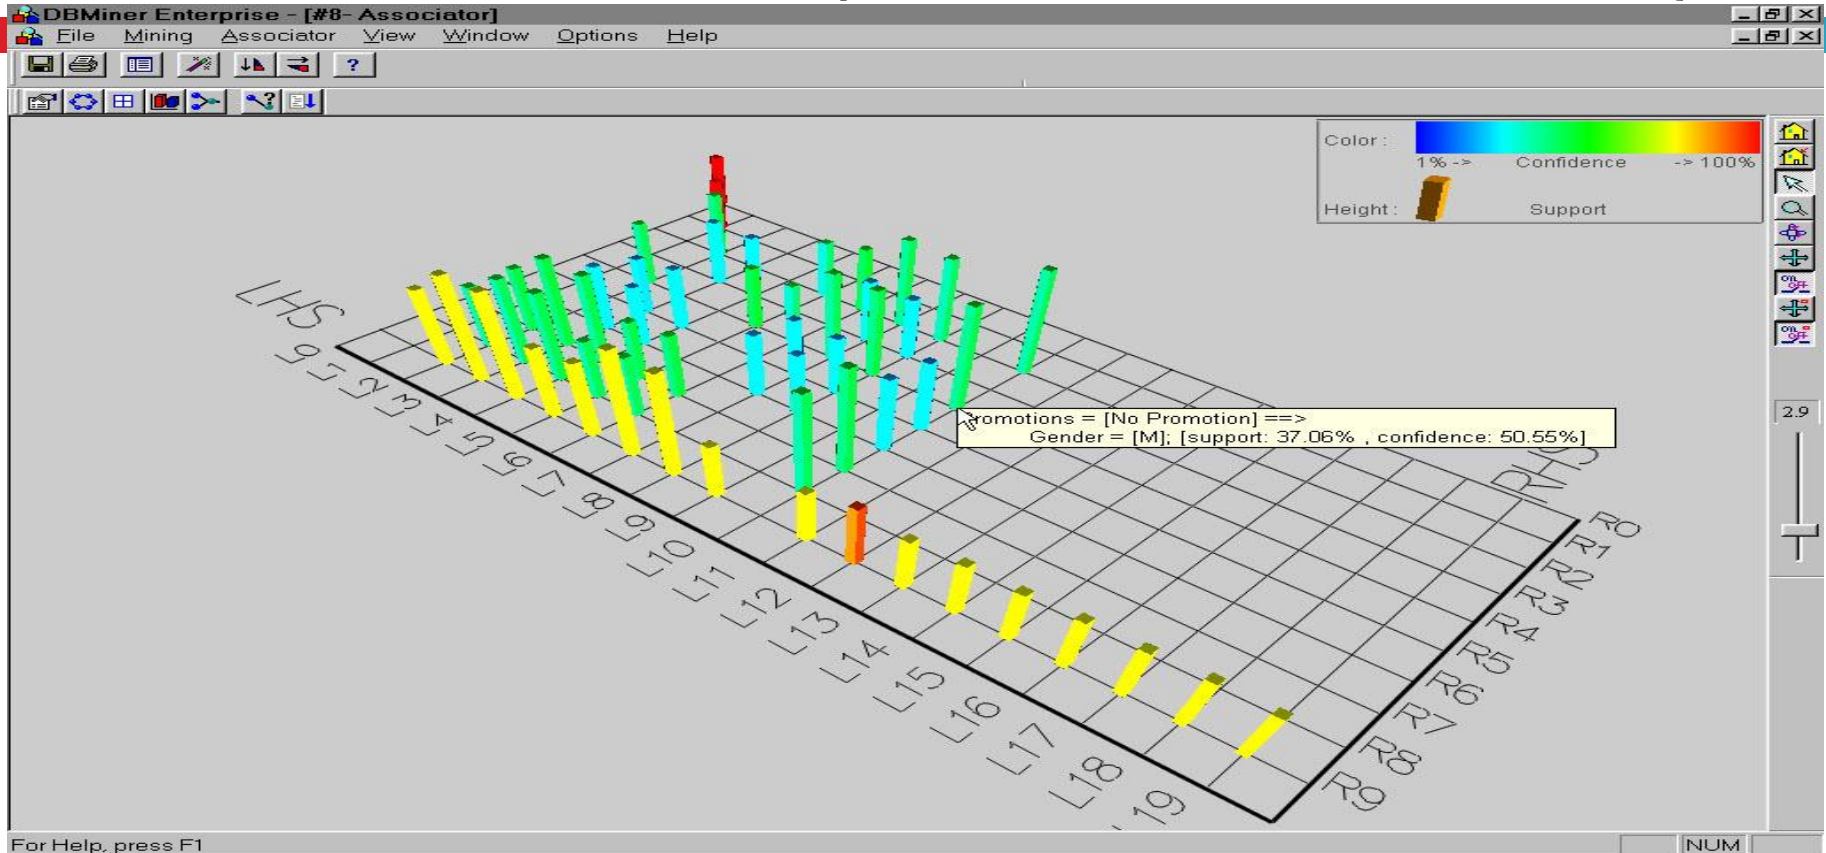 DBMiner Enterprise - [#8- Associator]
File Mining Associator View Window Options Help
?
Color :
1% -> Confidence -> 100%
Height : Support
LHS
RHS
2.9
Promotions = [No Promotion] ==>
Gender = [M]; [support: 37.06% , confidence: 50.55%]
L2
L3
L4
L5
L6
L7
L8
L9
L10
L11
L12
L13
L14
L15
L16
L17
L18
L19
R0
R1
R2
R3
R4
R5
R6
R7
R8
R9
For Help, press F1
NUM